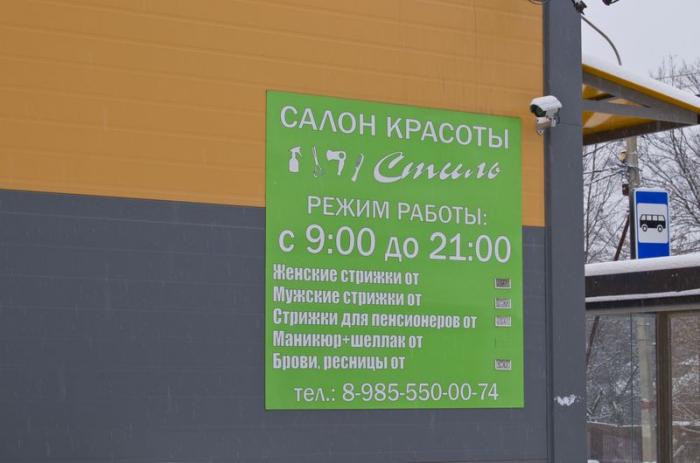 САЛОН КРАСОТЫ
Стиль
РЕЖИМ РАБОТЫ:
с 9:00 до 21:00
Женские стрижки от
Мужские стрижки от
Стрижки для пенсионеров от
Маникюр+шеллак от
Брови, ресницы от
тел.: 8-985-550-00-74